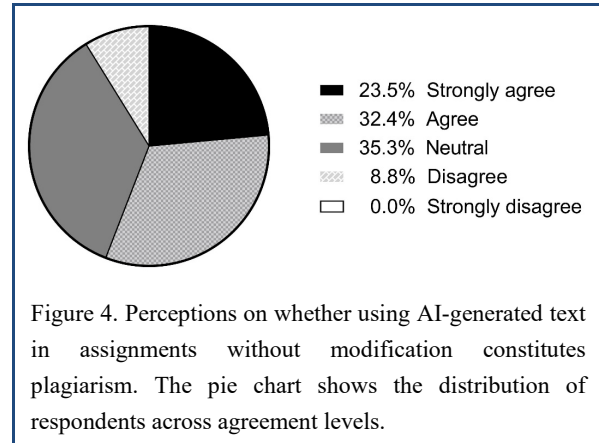 23.5% Strongly agree
32.4% Agree
35.3% Neutral
8.8% Disagree
0.0% Strongly disagree
Figure 4. Perceptions on whether using AI-generated text
in assignments without modification constitutes
plagiarism. The pie chart shows the distribution of
respondents across agreement levels.